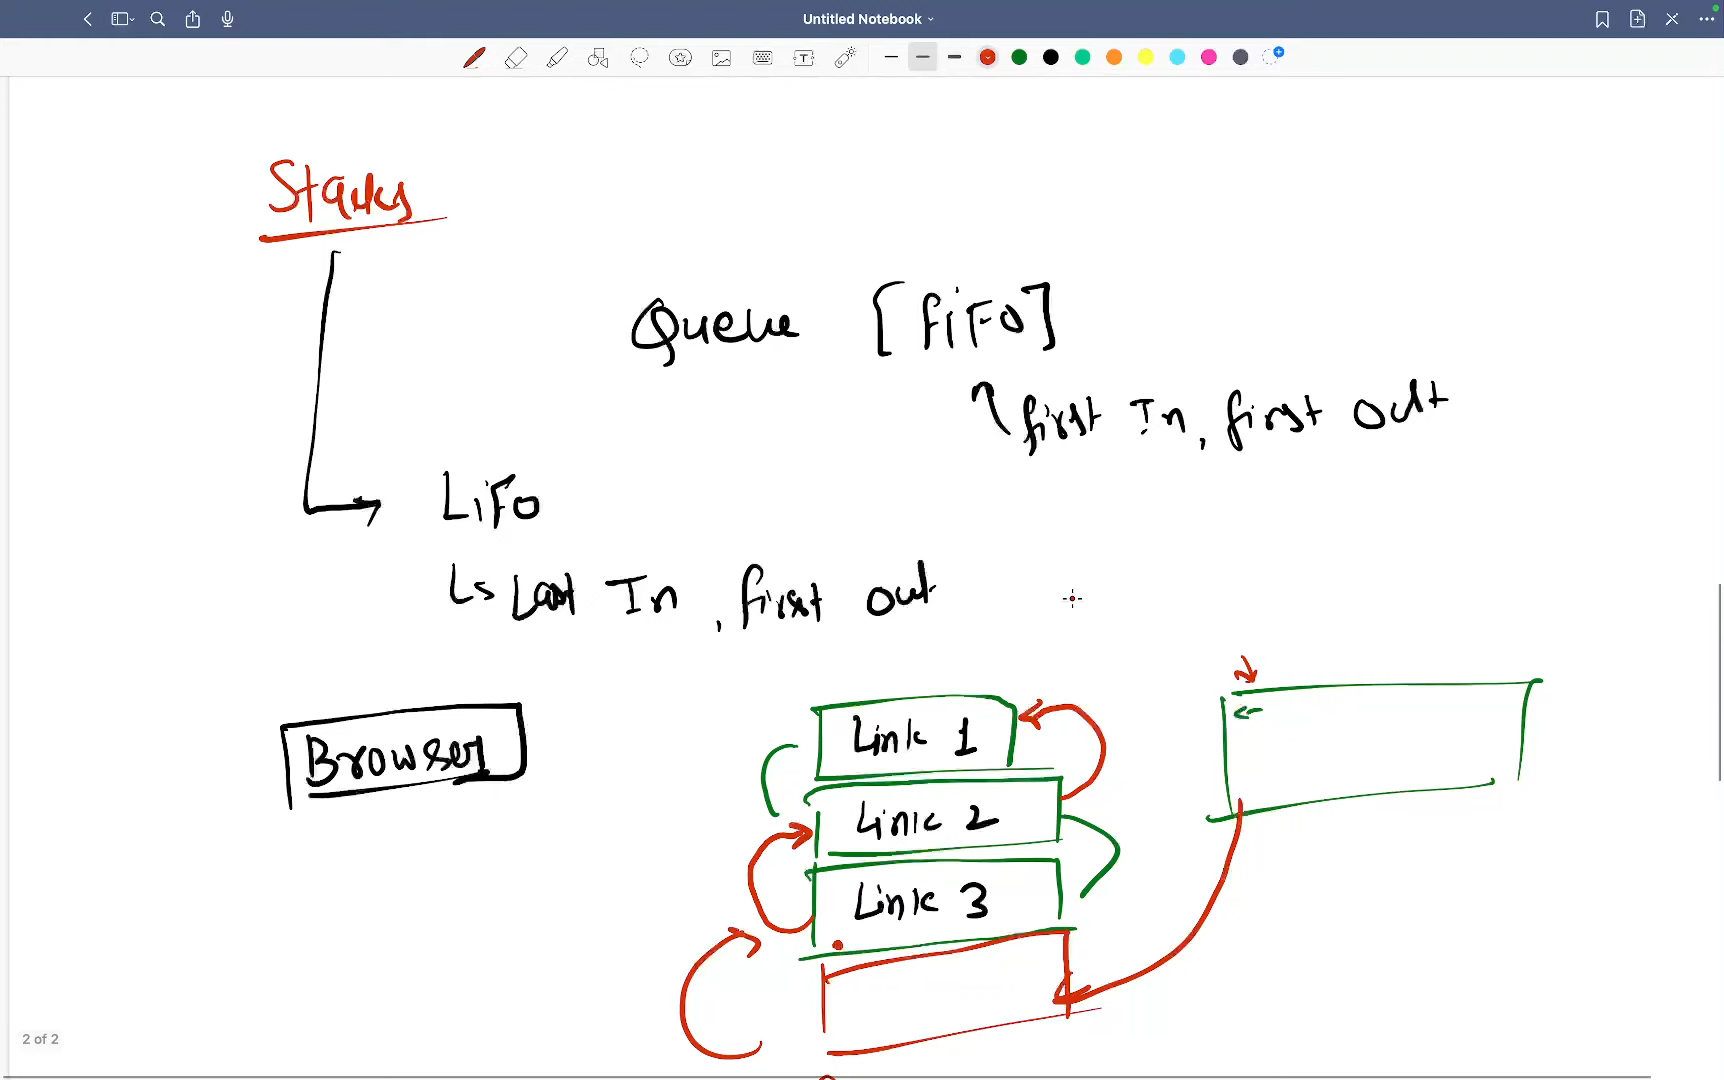 Untitled Notebook
Stacks
Queue [FiFO]
first In, first out
LiFO
Ls Last In, first out
Browser
Link 1
Link 2
Link 3
2 of 2